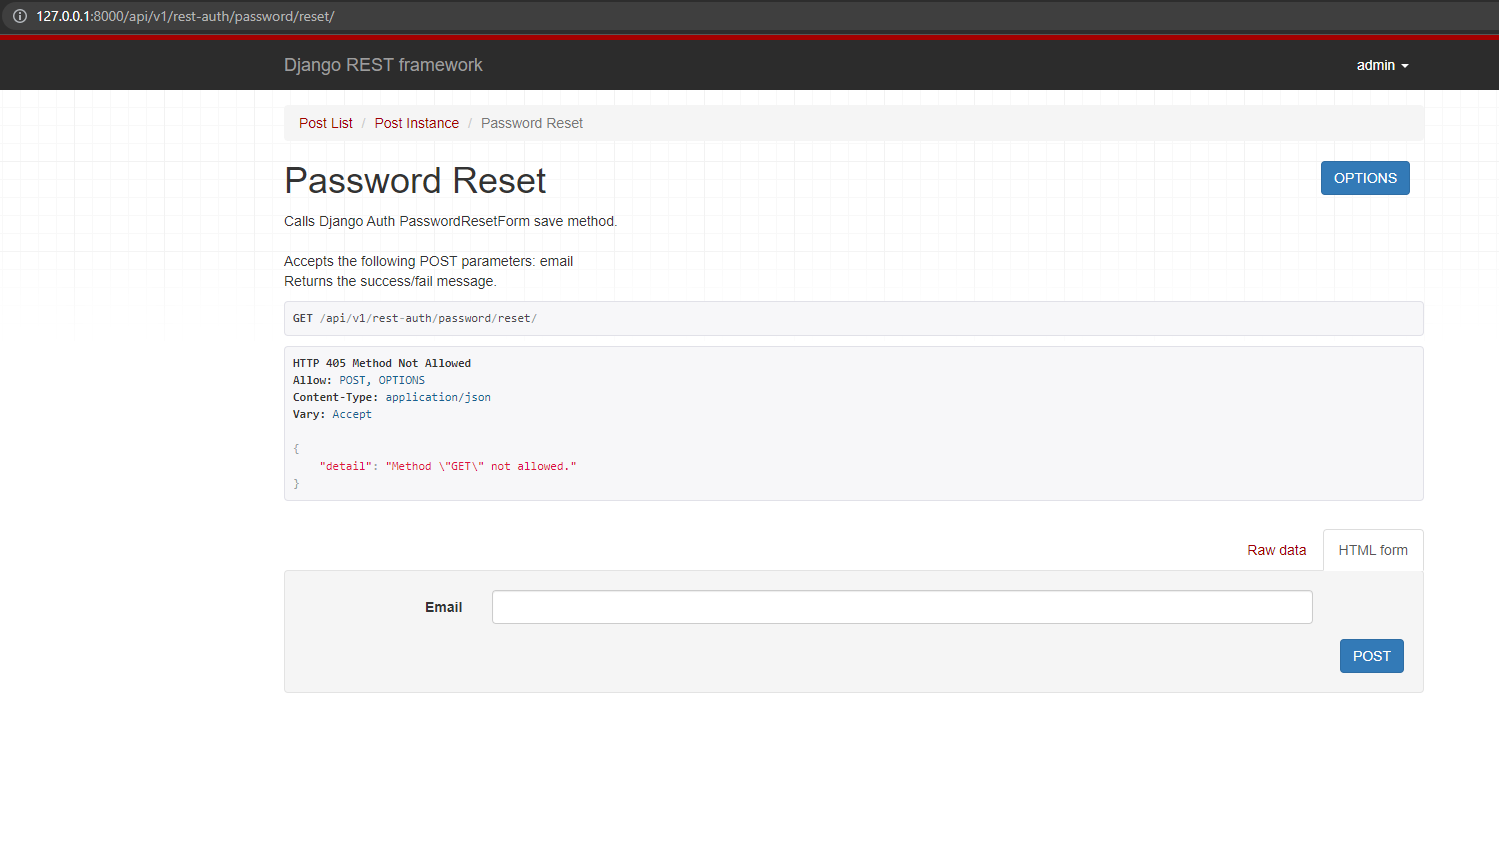 127.0.0.1:8000/api/v1/rest-auth/password/reset/
Django REST framework
admin
Post List / Post Instance / Password Reset
Password Reset
OPTIONS
Calls Django Auth PasswordResetForm save method.
Accepts the following POST parameters: email
Returns the success/fail message.
GET /api/v1/rest-auth/password/reset/
HTTP 405 Method Not Allowed
Allow: POST, OPTIONS
Content-Type: application/json
Vary: Accept
{
"detail": "Method \"GET\" not allowed."
}
Raw data
HTML form
Email
POST